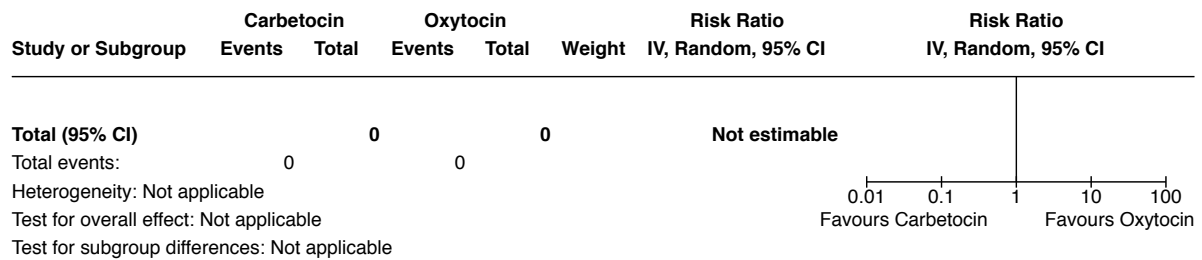 Carbetocin Oxytocin Risk Ratio Risk Ratio
Study or Subgroup Events Total Events Total Weight IV, Random, 95% CI IV, Random, 95% CI
Total (95% CI) 0 0 Not estimable
Total events: 0 0
Heterogeneity: Not applicable
0.01 0.1 1 10 100
Test for overall effect: Not applicable
Favours Carbetocin Favours Oxytocin
Test for subgroup differences: Not applicable